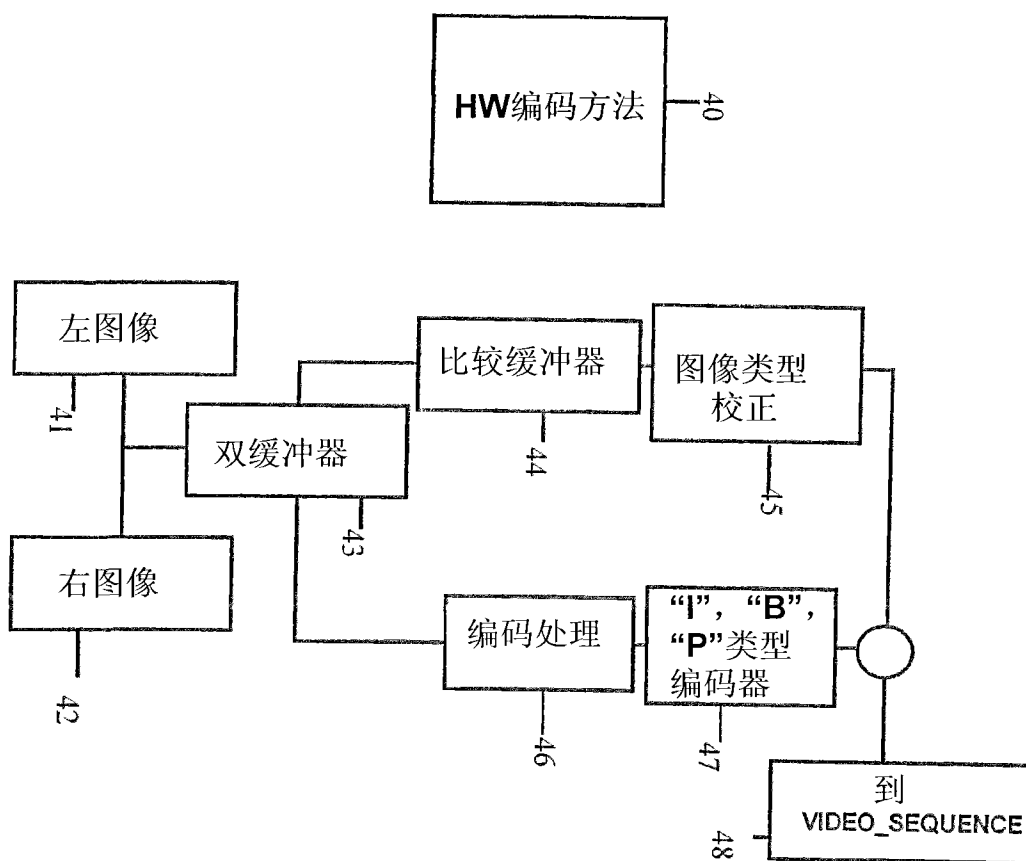 HW编码方法
40
左图像
41
比较缓冲器
44
图像类型
校正
45
双缓冲器
43
右图像
42
编码处理
46
“I”，“B”，
“P”类型
编码器
47
到
VIDEO_SEQUENCE
48